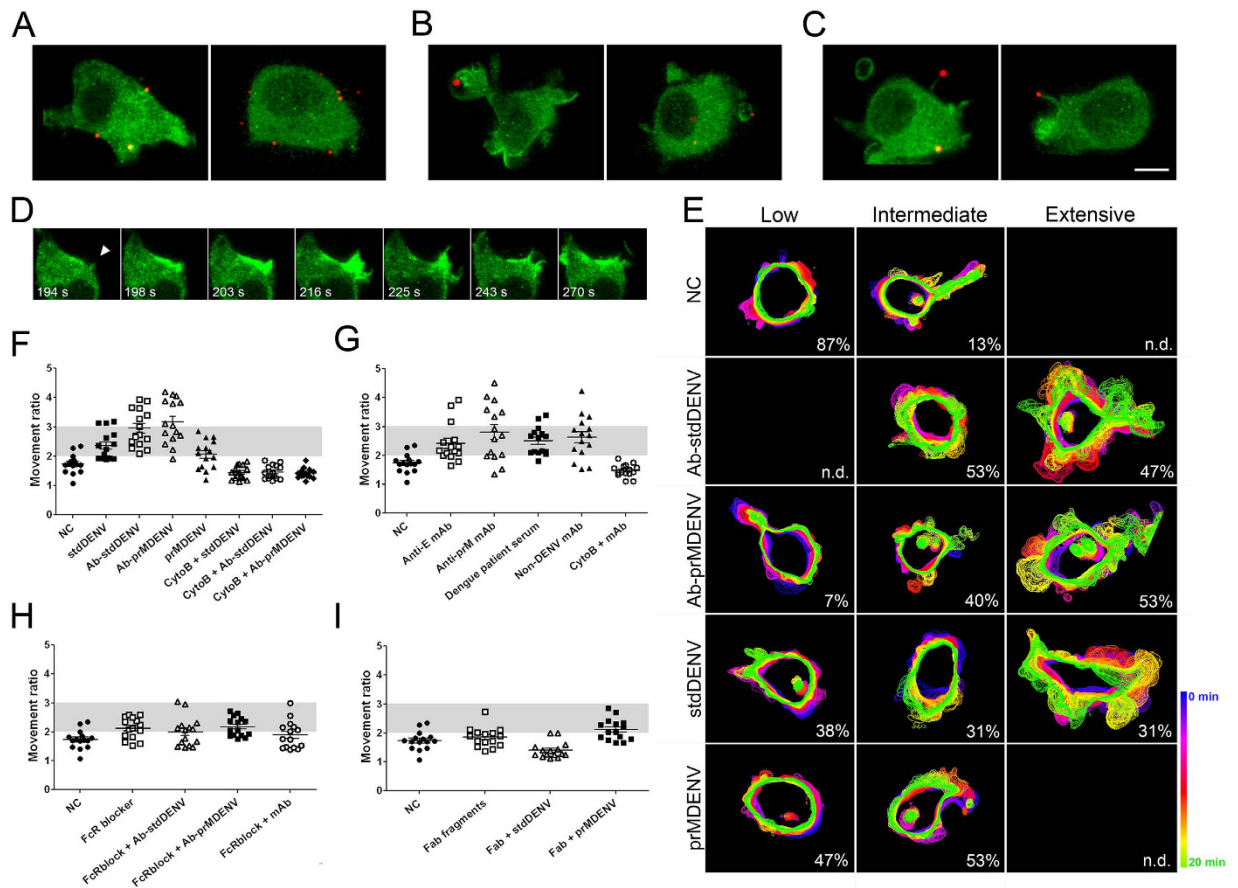 A
B
C
D
194 s
198 s
203 s
216 s
225 s
243 s
270 s
E
Low
Intermediate
Extensive
NC
87%
13%
n.d.
Ab-stdDENV
n.d.
53%
47%
Ab-prMDENV
7%
40%
53%
stdDENV
38%
31%
31%
prMDENV
47%
53%
n.d.
0 min
20 min
F
Movement ratio
5
4
3
2
1
0
NC
stdDENV
Ab-stdDENV
Ab-prMDENV
prMDENV
CytoB + stdDENV
CytoB + Ab-stdDENV
CytoB + Ab-prMDENV
G
Movement ratio
5
4
3
2
1
0
NC
Anti-E mAb
Anti-prM mAb
Dengue patient serum
Non-DENV mAb
CytoB + mAb
H
Movement ratio
5
4
3
2
1
0
NC
FcR blocker
FcRblock + Ab-stdDENV
FcRblock + Ab-prMDENV
FcRblock + mAb
I
Movement ratio
5
4
3
2
1
0
NC
Fab fragments
Fab + stdDENV
Fab + prMDENV